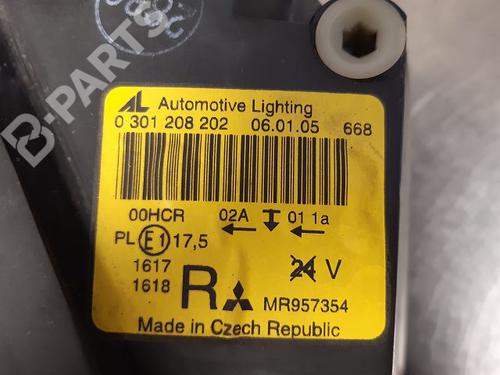 B-PARTS
AL Automotive Lighting
0 301 208 202 06.01.05 668
00HCR 02A 01 1a
PL E1 17,5
1617
1618 R 24 V
MR957354
Made in Czech Republic